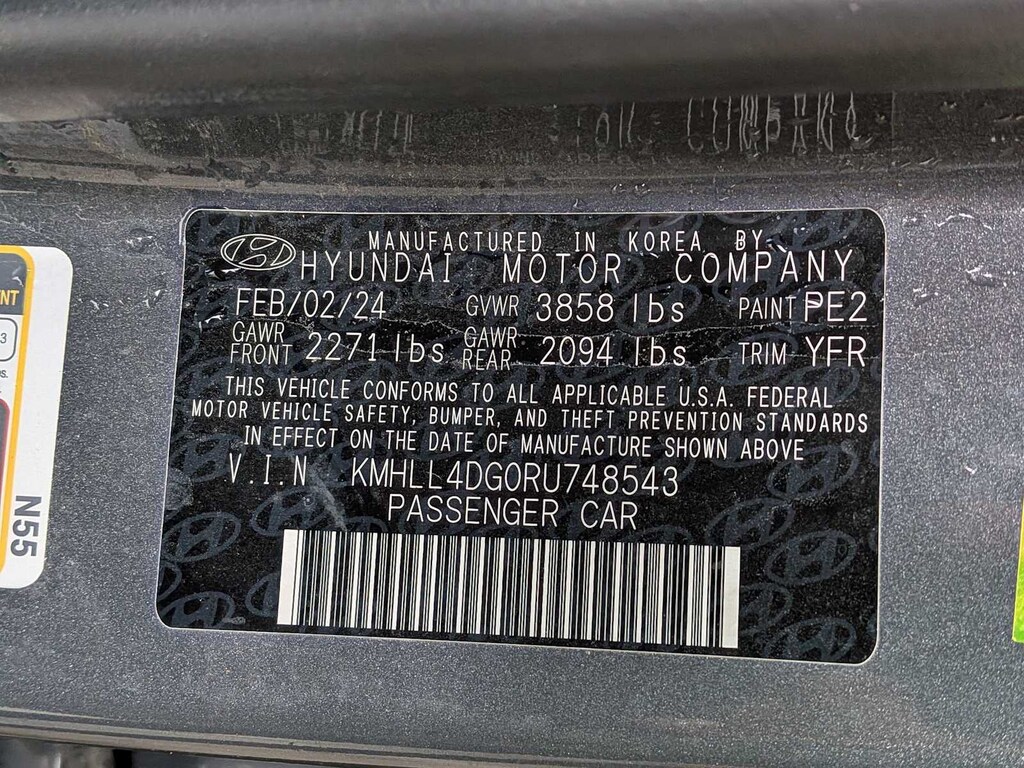 MANUFACTURED IN KOREA BY
HYUNDAI MOTOR COMPANY
FEB/02/24 GVWR 3858 lbs PAINT PE2
GAWR FRONT 2271 lbs GAWR REAR 2094 lbs TRIM YFR
THIS VEHICLE CONFORMS TO ALL APPLICABLE U.S.A. FEDERAL
MOTOR VEHICLE SAFETY, BUMPER, AND THEFT PREVENTION STANDARDS
IN EFFECT ON THE DATE OF MANUFACTURE SHOWN ABOVE
V.I.N KMHLL4DG0RU748543
PASSENGER CAR
N55